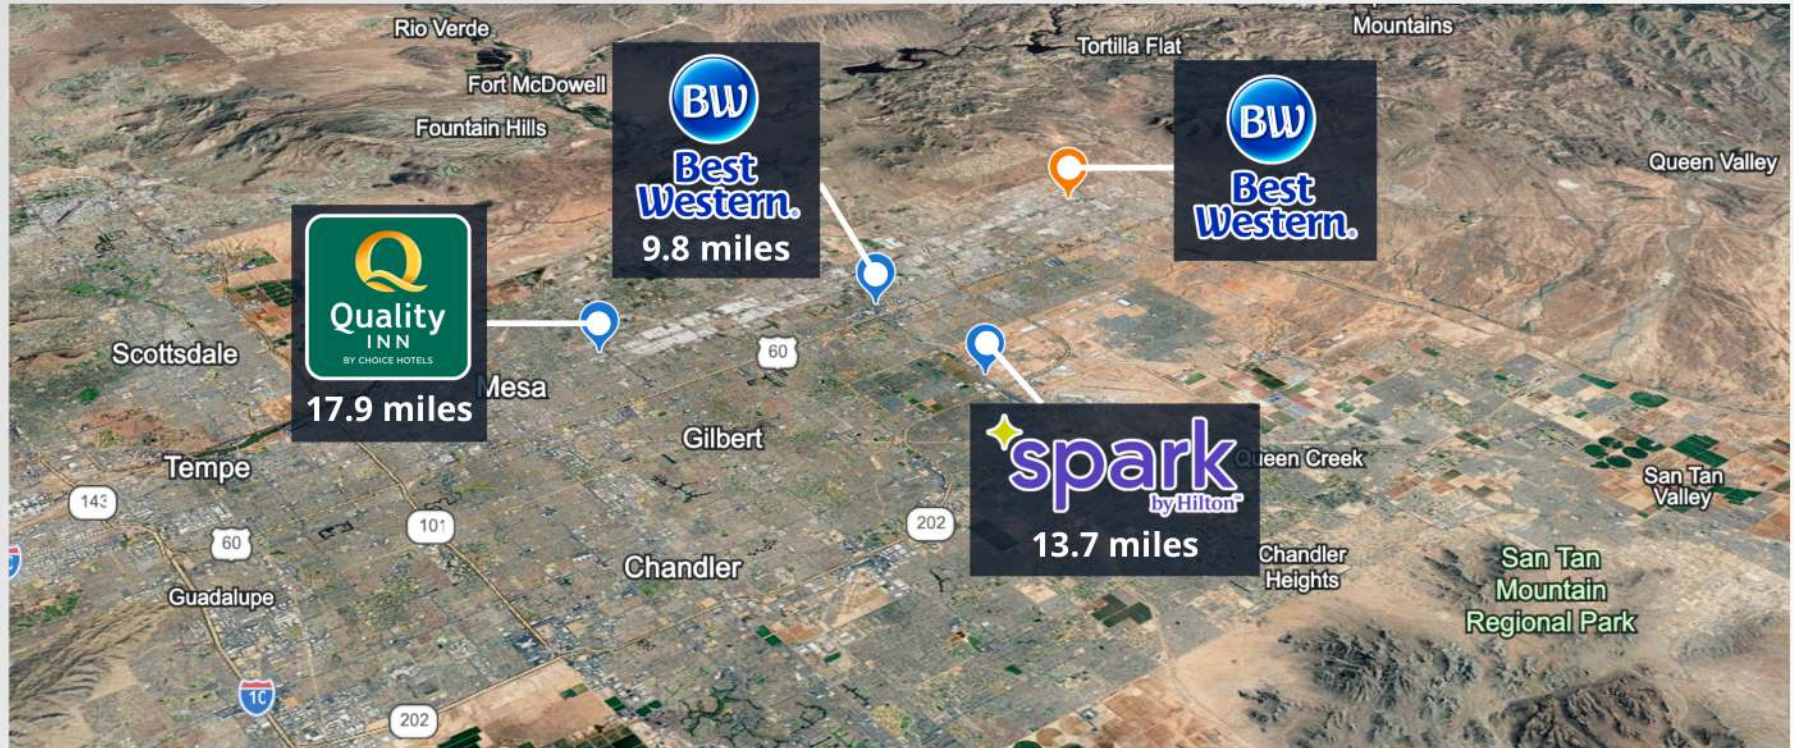 Rio Verde
Mountains
Tortilla Flat
Fort McDowell
Fountain Hills
BW
Best
Western.
9.8 miles
BW
Best
Western.
Queen Valley
Q
Quality
INN
BY CHOICE HOTELS
17.9 miles
Scottsdale
Mesa
60
Gilbert
spark
by Hilton™
13.7 miles
Queen Creek
San Tan
Valley
Tempe
143
60
101
202
Guadalupe
Chandler
Chandler
Heights
San Tan
Mountain
Regional Park
10
202